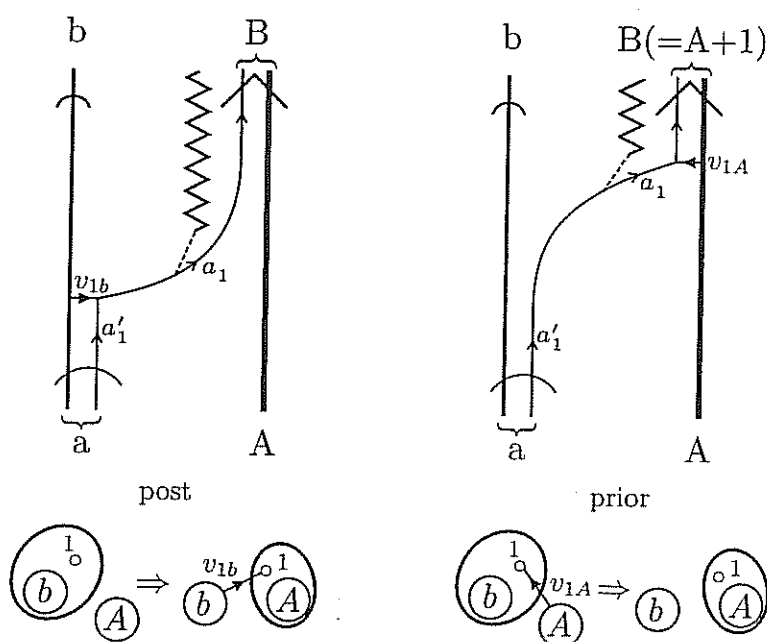 b B b B(=A+1)
v₁A
a₁
v₁b a₁
a′₁ a′₁
a A a A
post prior
1 v₁b 1 1 v₁A 1
b A ⇒ b A b A ⇒ b A